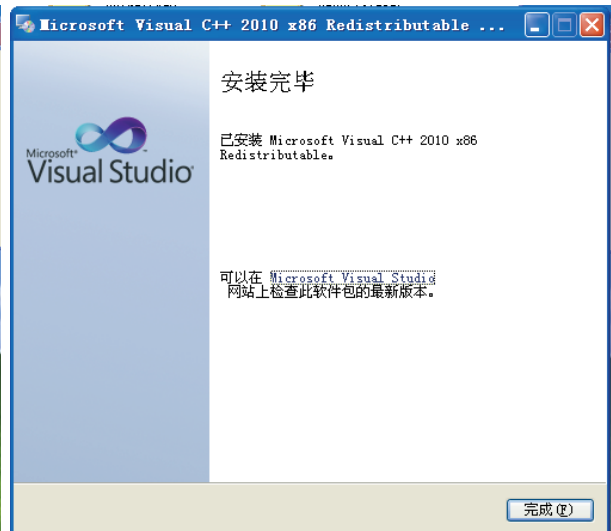 Microsoft Visual C++ 2010 x86 Redistributable ...
安装完毕
Microsoft
Visual Studio
已安装 Microsoft Visual C++ 2010 x86
Redistributable。
可以在 Microsoft Visual Studio
网站上检查此软件包的最新版本。
完成(F)